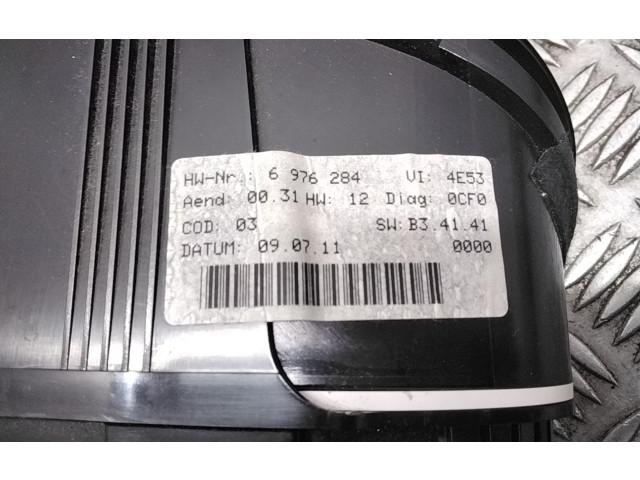 HW-Nr.: 6 976 284 VI: 4E53
Aend: 00.31 HW: 12 Diag: 0CF0
COD: 03 SW: B3.41.41
DATUM: 09.07.11 0000